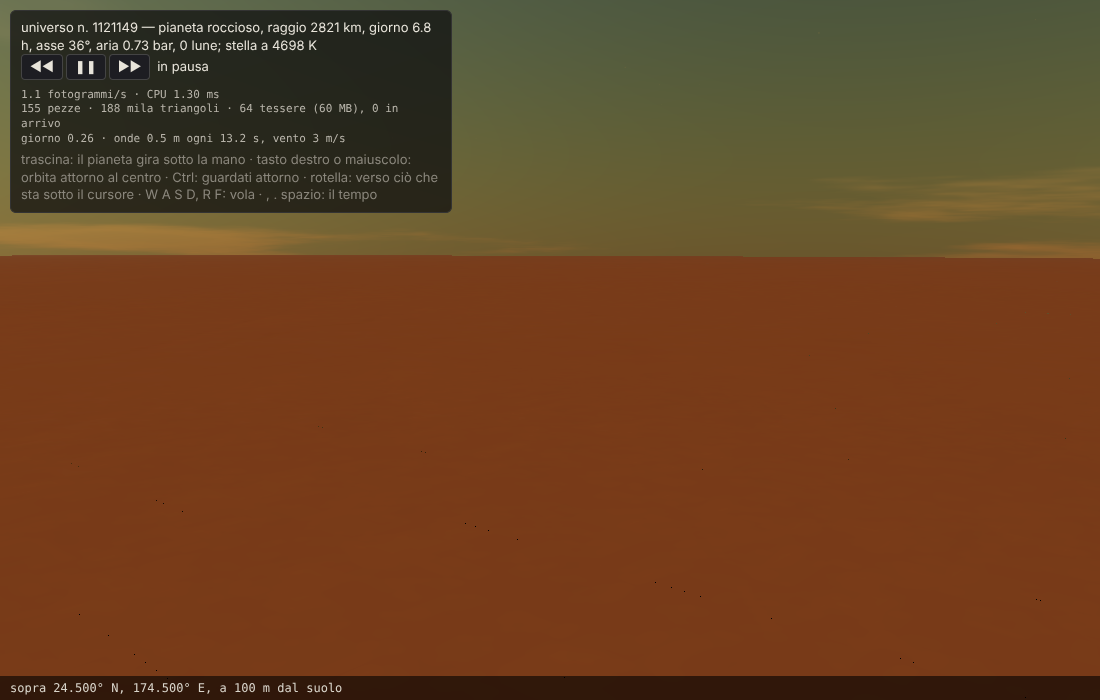 universo n. 1121149 — pianeta roccioso, raggio 2821 km, giorno 6.8
h, asse 36°, aria 0.73 bar, 0 lune; stella a 4698 K
in pausa
1.1 fotogrammi/s · CPU 1.30 ms
155 pezze · 188 mila triangoli · 64 tessere (60 MB), 0 in
arrivo
giorno 0.26 · onde 0.5 m ogni 13.2 s, vento 3 m/s
trascina: il pianeta gira sotto la mano · tasto destro o maiuscolo:
orbita attorno al centro · Ctrl: guardati attorno · rotella: verso ciò che
sta sotto il cursore · W A S D, R F: vola · , . spazio: il tempo
sopra 24.500° N, 174.500° E, a 100 m dal suolo